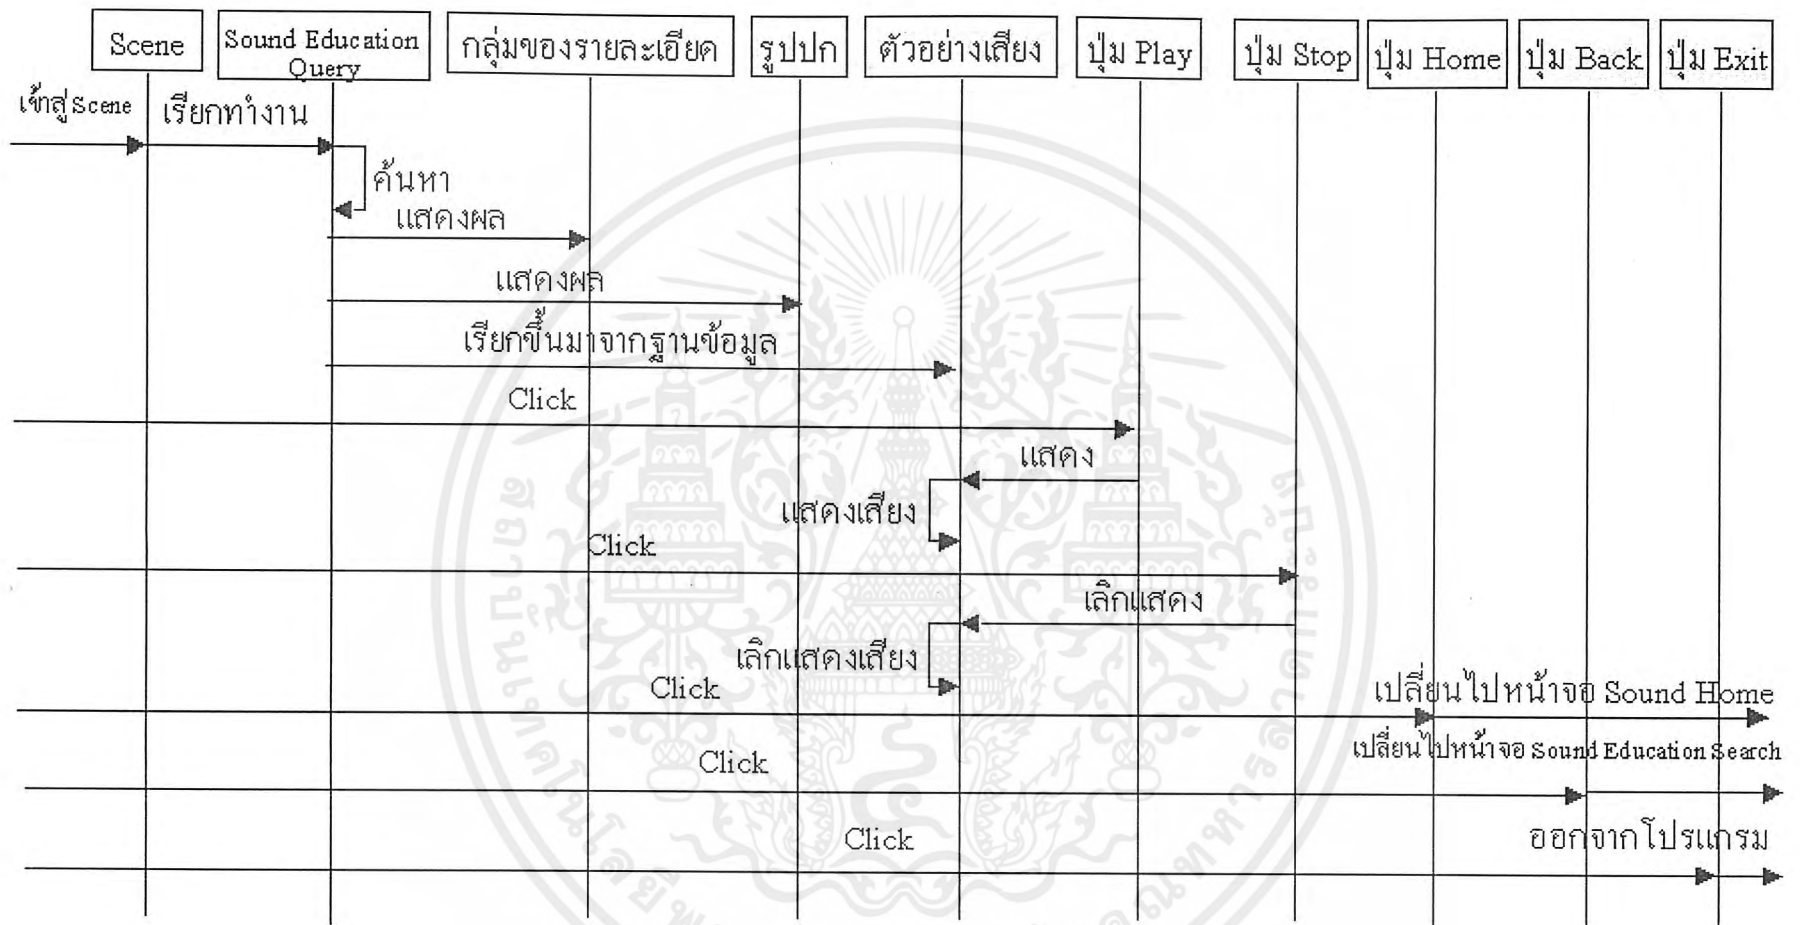 Scene
Sound Education
Query
กลุ่มของรายละเอียด
รูปปก
ตัวอย่างเสียง
ปุ่ม Play
ปุ่ม Stop
ปุ่ม Home
ปุ่ม Back
ปุ่ม Exit
เข้าสู่ Scene
เรียกทำงาน
ค้นหา
แสดงผล
แสดงผล
เรียกขึ้นมาจากฐานข้อมูล
Click
แสดง
แสดงเสียง
Click
เลิกแสดง
เลิกแสดงเสียง
Click
เปลี่ยนไปหน้าจอ Sound Home
เปลี่ยนไปหน้าจอ Sound Education Search
Click
Click
ออกจากโปรแกรม